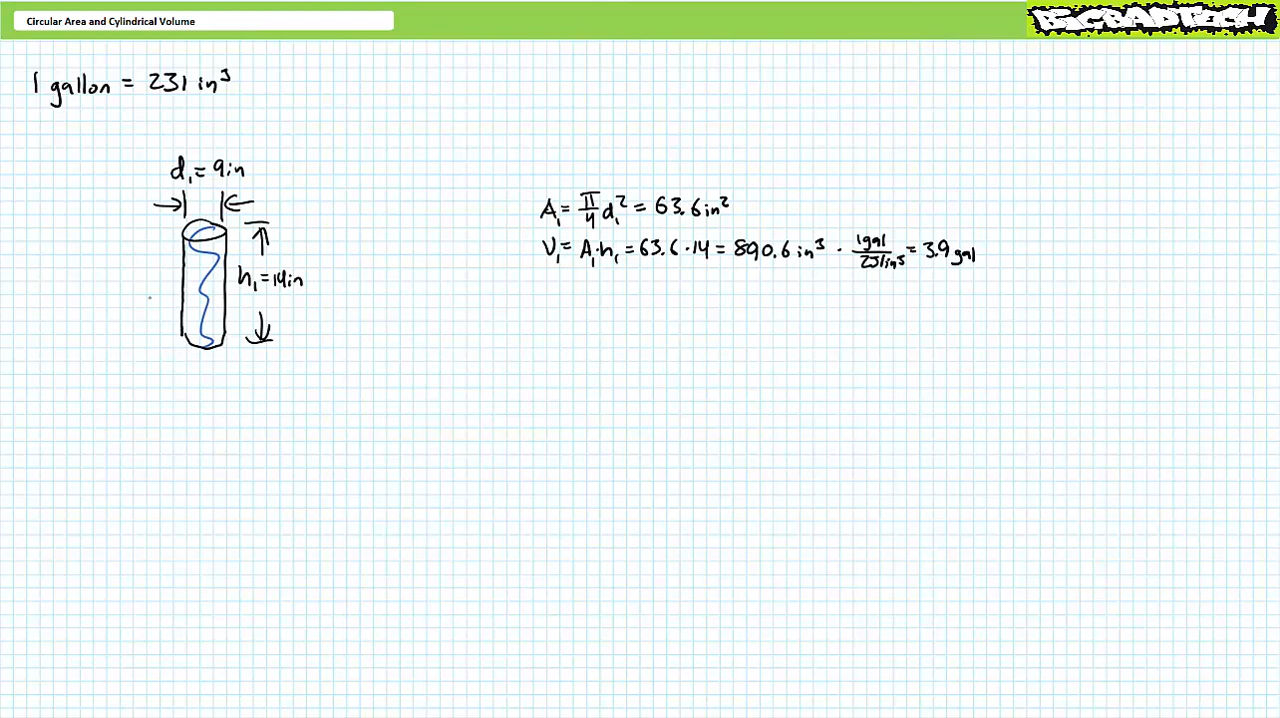 Circular Area and Cylindrical Volume
BIGBADTECH
1 gallon = 231 in³
d₁ = 9in
h₁ = 14in
A₁ = π/4 d₁² = 63.6 in²
V₁ = A₁·h₁ = 63.6 · 14 = 890.6 in³ · 1gal/231in³ = 3.9 gal